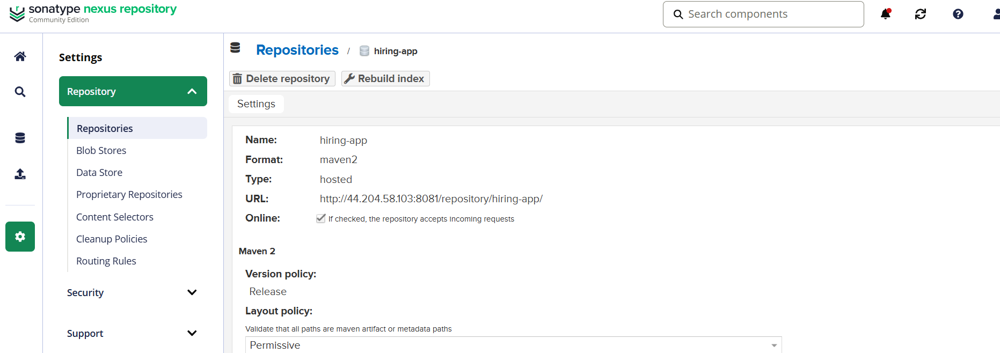 sonatype nexus repository
Community Edition
Search components
Settings
Repository
Repositories
Blob Stores
Data Store
Proprietary Repositories
Content Selectors
Cleanup Policies
Routing Rules
Security
Support
Repositories / hiring-app
Delete repository Rebuild index
Settings
Name: hiring-app
Format: maven2
Type: hosted
URL: http://44.204.58.103:8081/repository/hiring-app/
Online: If checked, the repository accepts incoming requests
Maven 2
Version policy:
Release
Layout policy:
Validate that all paths are maven artifact or metadata paths
Permissive